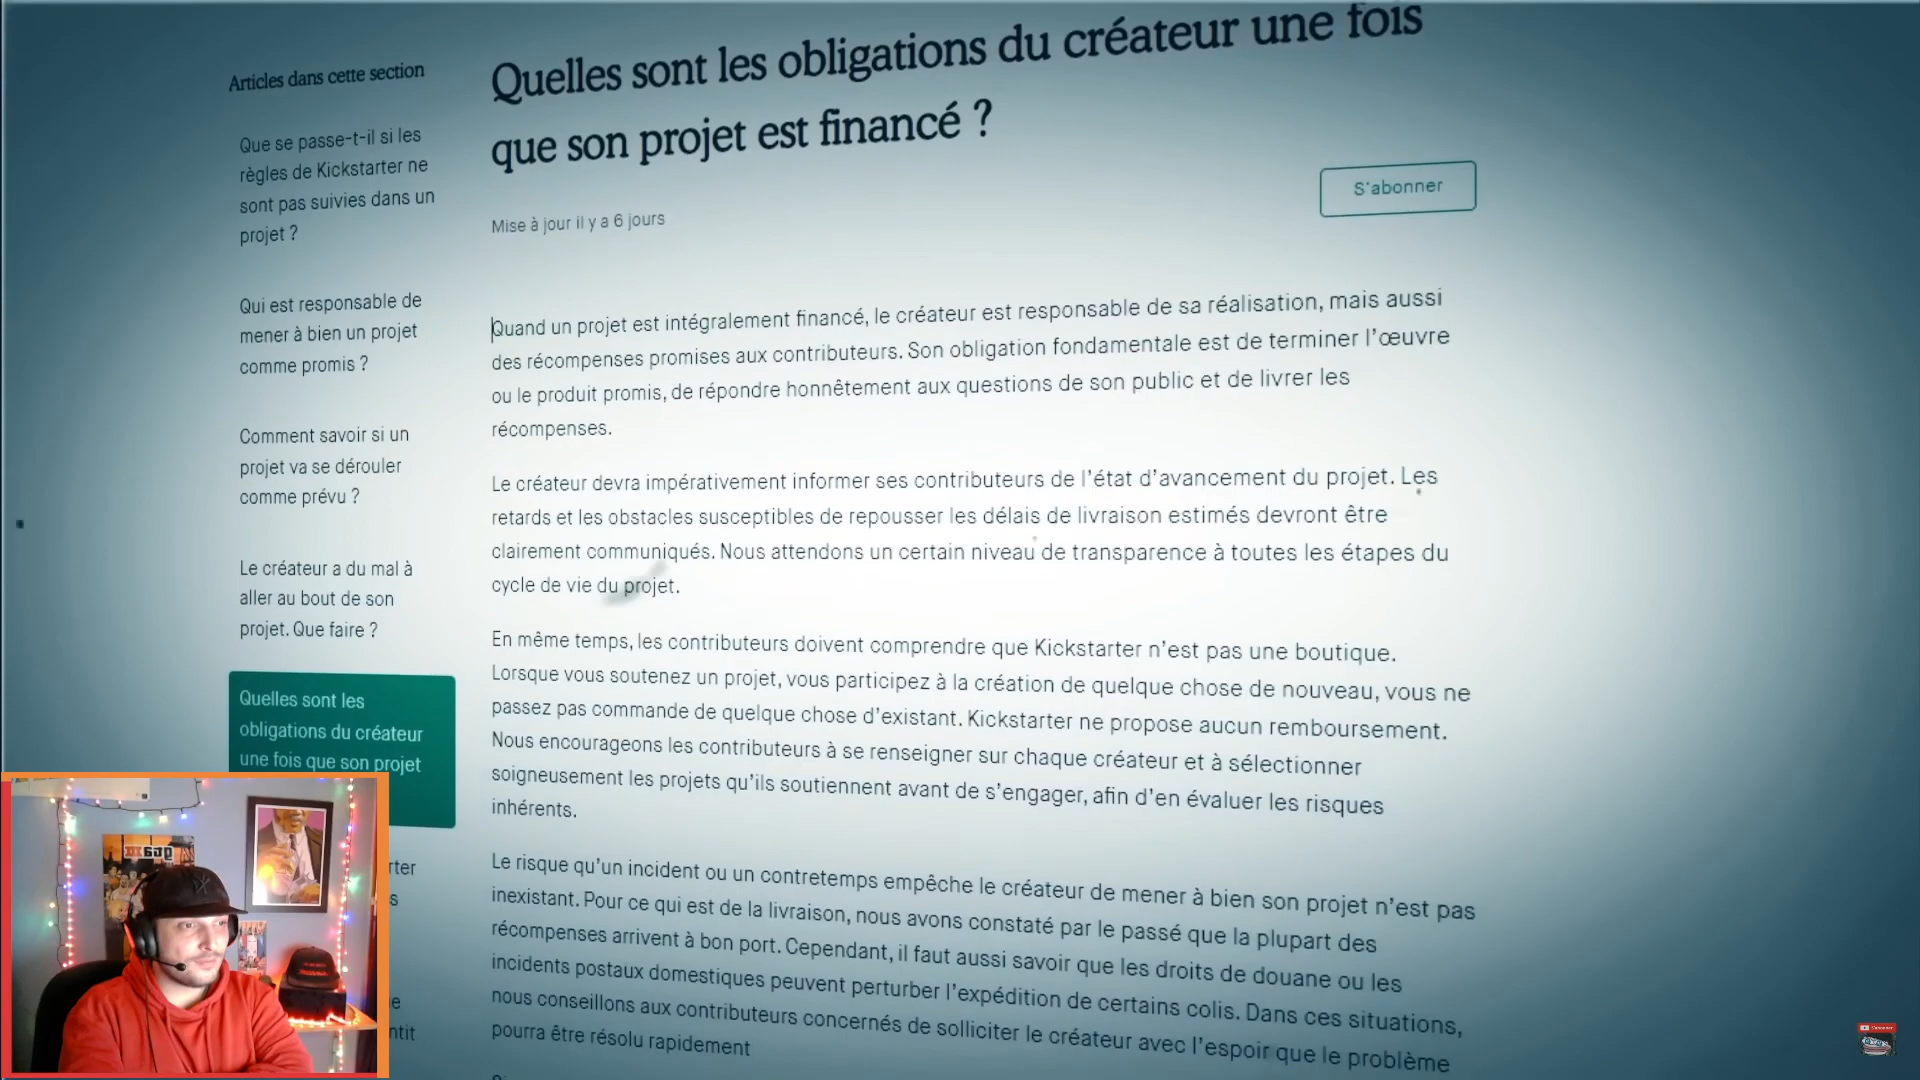 Articles dans cette section
Que se passe-t-il si les
règles de Kickstarter ne
sont pas suivies dans un
projet ?
Qui est responsable de
mener à bien un projet
comme promis ?
Comment savoir si un
projet va se dérouler
comme prévu ?
Le créateur a du mal à
aller au bout de son
projet. Que faire ?
Quelles sont les
obligations du créateur
une fois que son projet
rter
s
e
ntit
Quelles sont les obligations du créateur une fois
que son projet est financé ?
Mise à jour il y a 6 jours
S'abonner
Quand un projet est intégralement financé, le créateur est responsable de sa réalisation, mais aussi
des récompenses promises aux contributeurs. Son obligation fondamentale est de terminer l'œuvre
ou le produit promis, de répondre honnêtement aux questions de son public et de livrer les
récompenses.
Le créateur devra impérativement informer ses contributeurs de l'état d'avancement du projet. Les
retards et les obstacles susceptibles de repousser les délais de livraison estimés devront être
clairement communiqués. Nous attendons un certain niveau de transparence à toutes les étapes du
cycle de vie du projet.
En même temps, les contributeurs doivent comprendre que Kickstarter n'est pas une boutique.
Lorsque vous soutenez un projet, vous participez à la création de quelque chose de nouveau, vous ne
passez pas commande de quelque chose d'existant. Kickstarter ne propose aucun remboursement.
Nous encourageons les contributeurs à se renseigner sur chaque créateur et à sélectionner
soigneusement les projets qu'ils soutiennent avant de s'engager, afin d'en évaluer les risques
inhérents.
Le risque qu'un incident ou un contretemps empêche le créateur de mener à bien son projet n'est pas
inexistant. Pour ce qui est de la livraison, nous avons constaté par le passé que la plupart des
récompenses arrivent à bon port. Cependant, il faut aussi savoir que les droits de douane ou les
incidents postaux domestiques peuvent perturber l'expédition de certains colis. Dans ces situations,
nous conseillons aux contributeurs concernés de solliciter le créateur avec l'espoir que le problème
pourra être résolu rapidement